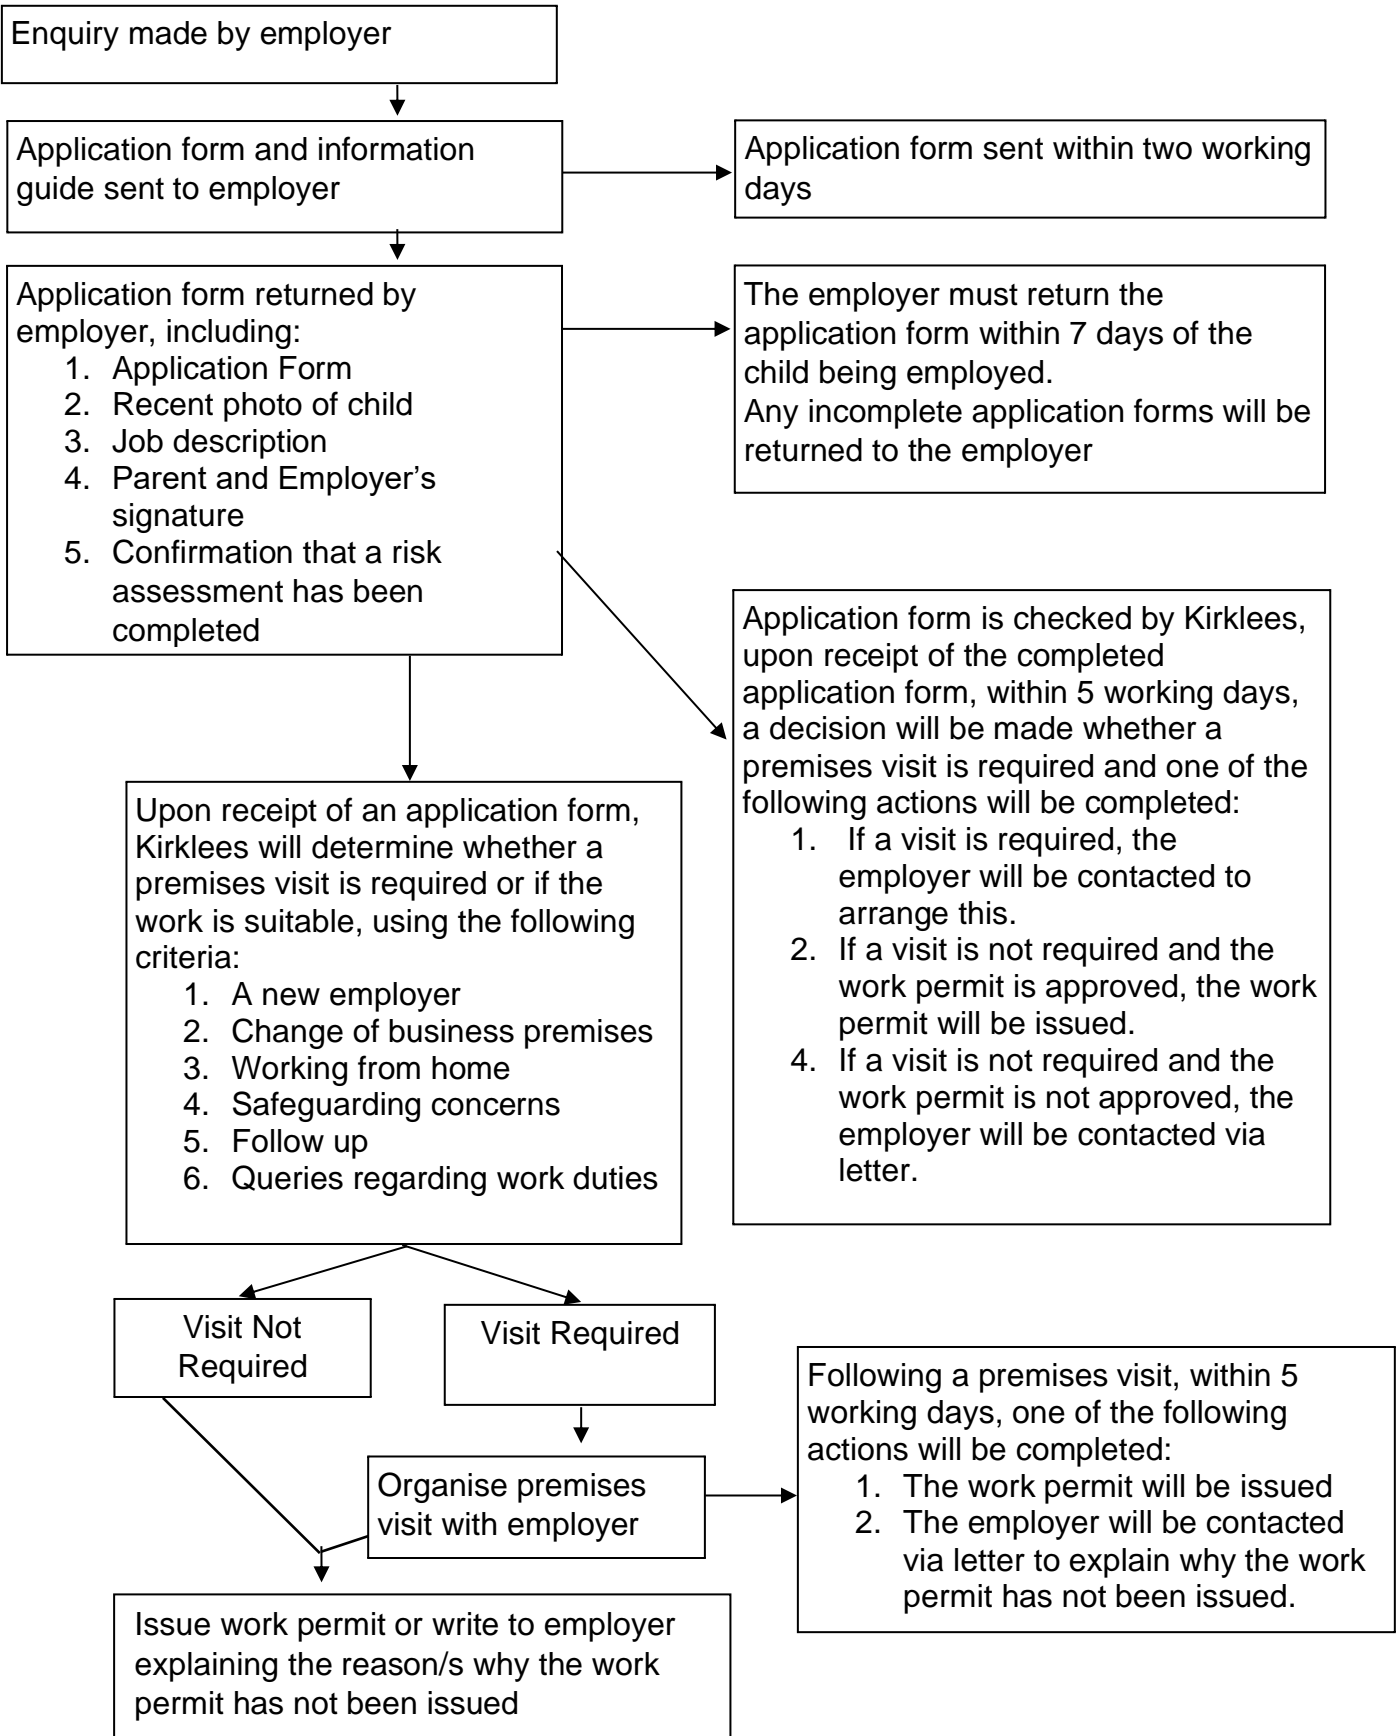 Enquiry made by employer
Application form and information
guide sent to employer
Application form sent within two working
days
Application form returned by
employer, including:
1. Application Form
2. Recent photo of child
3. Job description
4. Parent and Employer’s
signature
5. Confirmation that a risk
assessment has been
completed
The employer must return the
application form within 7 days of the
child being employed.
Any incomplete application forms will be
returned to the employer
Application form is checked by Kirklees,
upon receipt of the completed
application form, within 5 working days,
a decision will be made whether a
premises visit is required and one of the
following actions will be completed:
1. If a visit is required, the
employer will be contacted to
arrange this.
2. If a visit is not required and the
work permit is approved, the work
permit will be issued.
4. If a visit is not required and the
work permit is not approved, the
employer will be contacted via
letter.
Upon receipt of an application form,
Kirklees will determine whether a
premises visit is required or if the
work is suitable, using the following
criteria:
1. A new employer
2. Change of business premises
3. Working from home
4. Safeguarding concerns
5. Follow up
6. Queries regarding work duties
Visit Not
Required
Visit Required
Organise premises
visit with employer
Following a premises visit, within 5
working days, one of the following
actions will be completed:
1. The work permit will be issued
2. The employer will be contacted
via letter to explain why the work
permit has not been issued.
Issue work permit or write to employer
explaining the reason/s why the work
permit has not been issued